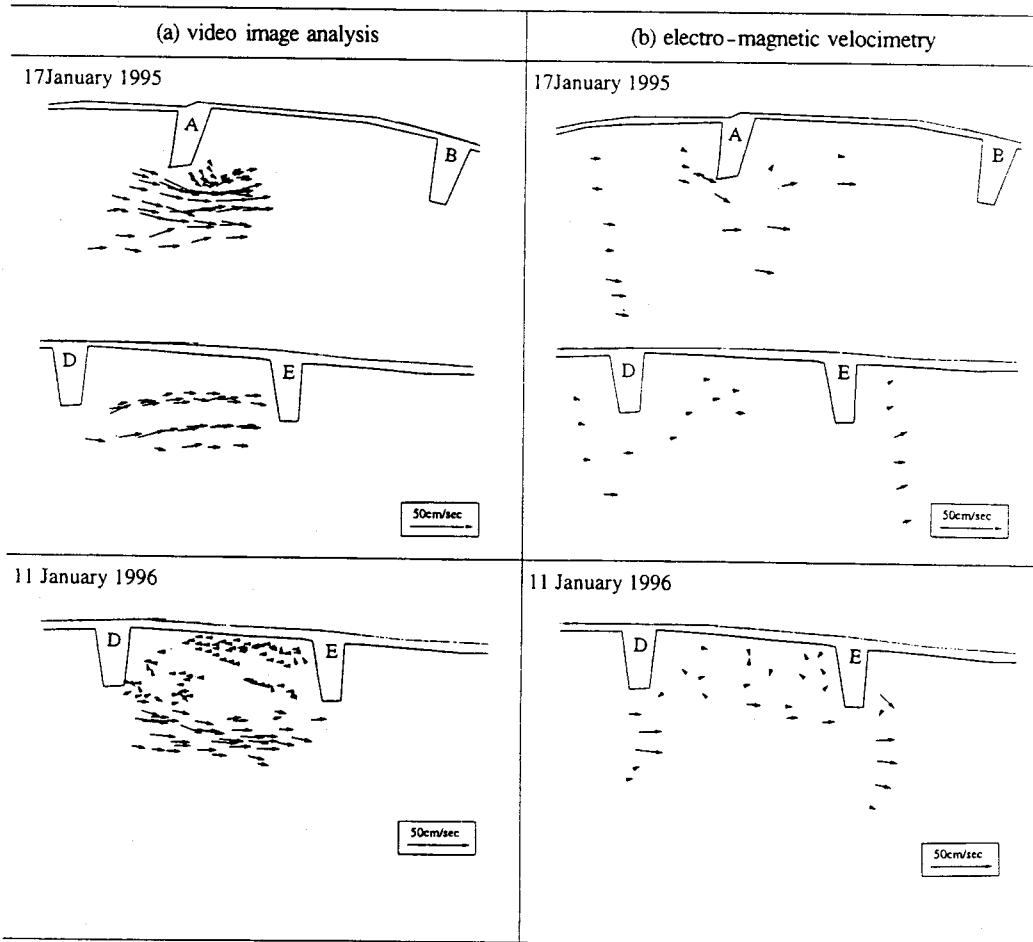 (a) video image analysis
(b) electro-magnetic velocimetry
17January 1995
A
B
D
E
50cm/sec
17January 1995
A
B
D
E
50cm/sec
11 January 1996
D
E
50cm/sec
11 January 1996
D
E
50cm/sec